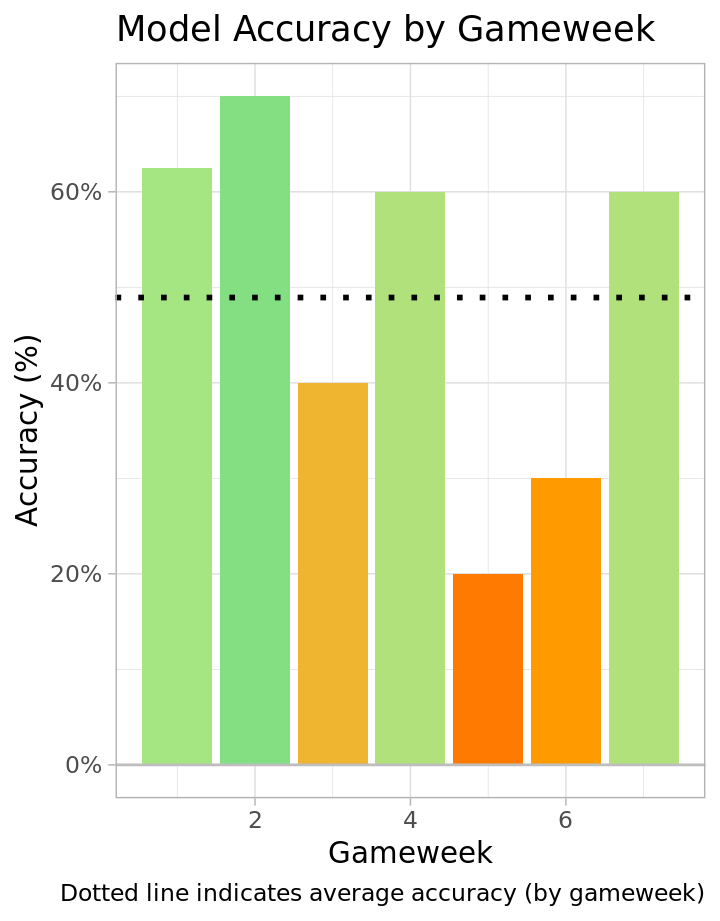 Model Accuracy by Gameweek
60%
40%
20%
0%
Accuracy (%)
2 4 6
Gameweek
Dotted line indicates average accuracy (by gameweek)